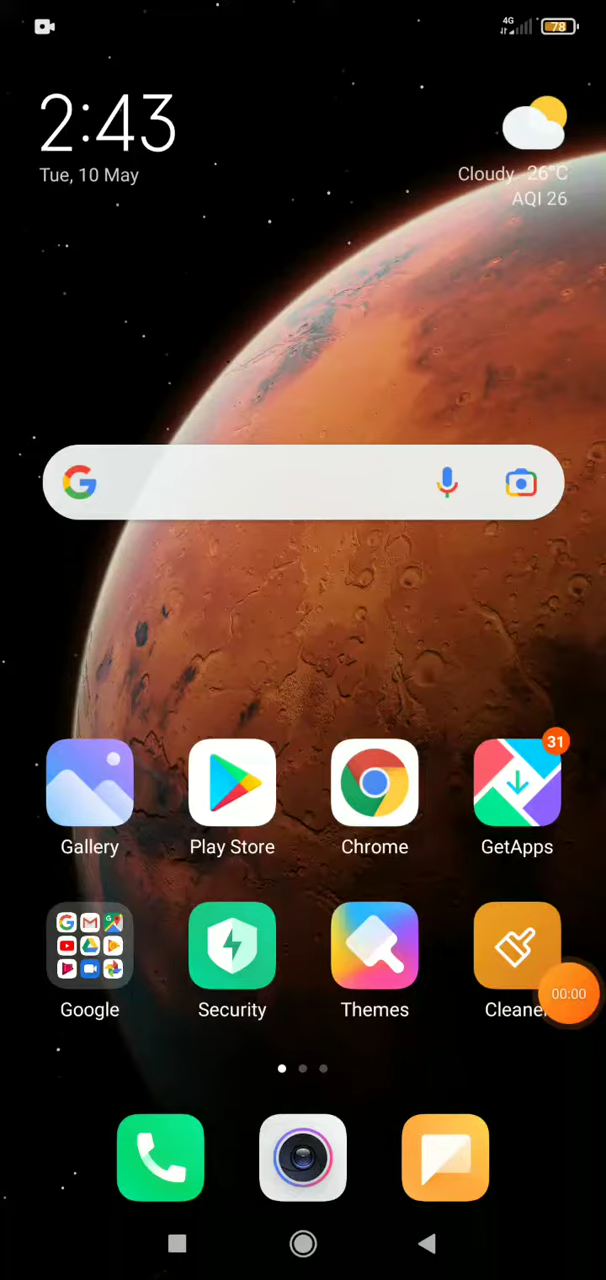 4G
78
2:43
Tue, 10 May
Cloudy 26°C
AQI 26
31
Gallery
Play Store
Chrome
GetApps
Google
Security
Themes
Cleaner
00:00